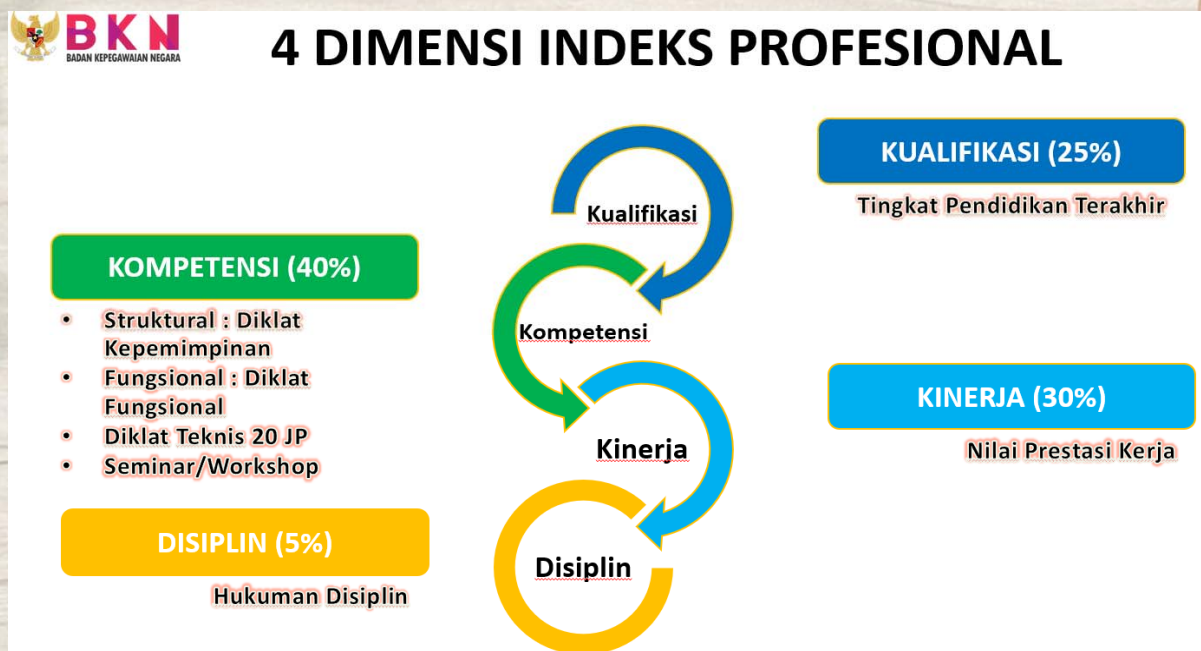 BKN
BADAN KEPEGAWAIAN NEGARA
4 DIMENSI INDEKS PROFESIONAL
KUALIFIKASI (25%)
Tingkat Pendidikan Terakhir
Kualifikasi
KOMPETENSI (40%)
• Struktural : Diklat
Kepemimpinan
• Fungsional : Diklat
Fungsional
• Diklat Teknis 20 JP
• Seminar/Workshop
Kompetensi
KINERJA (30%)
Nilai Prestasi Kerja
Kinerja
DISIPLIN (5%)
Hukuman Disiplin
Disiplin